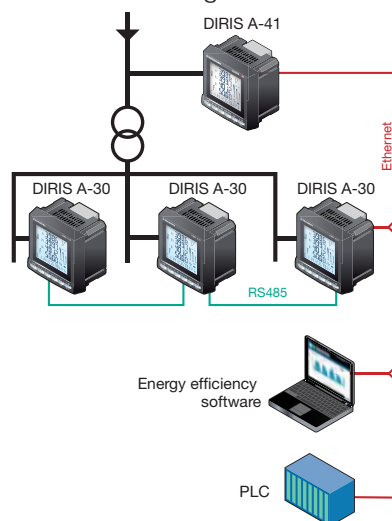 DIRIS A-41
Ethernet
DIRIS A-30
DIRIS A-30
DIRIS A-30
RS485
Energy efficiency
software
PLC